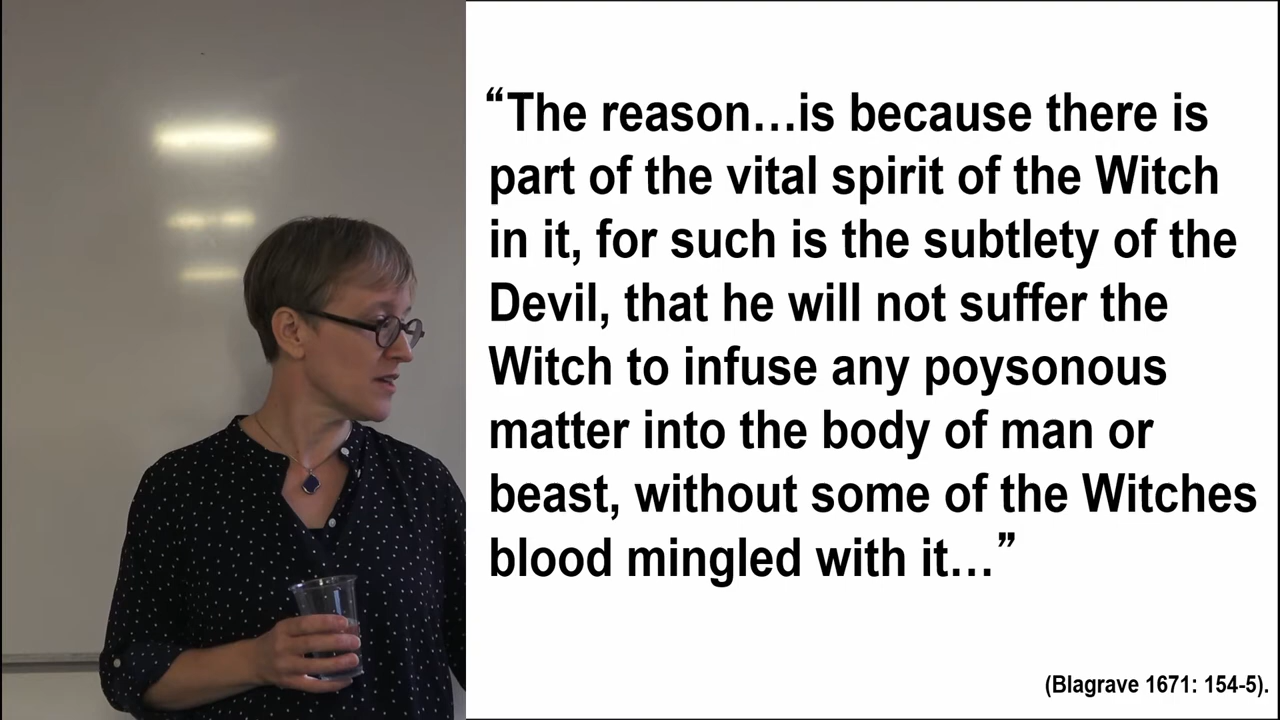 “The reason…is because there is
part of the vital spirit of the Witch
in it, for such is the subtlety of the
Devil, that he will not suffer the
Witch to infuse any poysonous
matter into the body of man or
beast, without some of the Witches
blood mingled with it…”
(Blagrave 1671: 154-5).